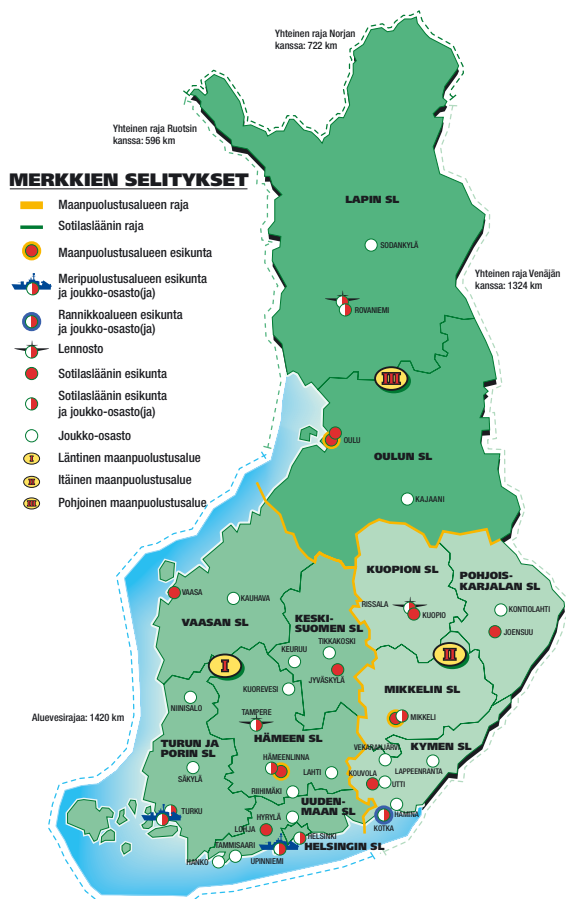 Yhteinen raja Norjan
kanssa: 722 km
Yhteinen raja Ruotsin
kanssa: 596 km
MERKKIEN SELITYKSET
Maanpuolustusalueen raja
Sotilasläänin raja
Maanpuolustusalueen esikunta
Meripuolustusalueen esikunta
ja joukko-osasto(ja)
Rannikkoalueen esikunta
ja joukko-osasto(ja)
Lennosto
Sotilasläänin esikunta
Sotilasläänin esikunta
ja joukko-osasto(ja)
Joukko-osasto
I Läntinen maanpuolustusalue
II Itäinen maanpuolustusalue
III Pohjoinen maanpuolustusalue
LAPIN SL
SODANKYLÄ
Yhteinen raja Venäjän
kanssa: 1324 km
ROVANIEMI
III
OULU
OULUN SL
KAJAANI
KUOPION SL
POHJOIS-
KARJALAN SL
VAASA
KAUHAVA
RISSALA
KUOPIO
KONTIOLAHTI
VAASAN SL
KESKI-
SUOMEN SL
JOENSUU
TIKKAKOSKI
KEURUU
I
II
JYVÄSKYLÄ
KUOREVESI
MIKKELIN SL
NIINISALO
Aluevesirajaa: 1420 km
TAMPERE
MIKKELI
HÄMEEN SL
TURUN JA
PORIN SL
VEKARANJÄRVI
KYMEN SL
HÄMEENLINNA
LAHTI
KOUVOLA
LAPPEENRANTA
SÄKYLÄ
UTTI
RIIHIMÄKI
UUDEN-
MAAN SL
HAMINA
TURKU
HYRYLÄ
KOTKA
LOHJA
HELSINKI
TAMMISAARI
HELSINGIN SL
HANKO
UPINNIEMI